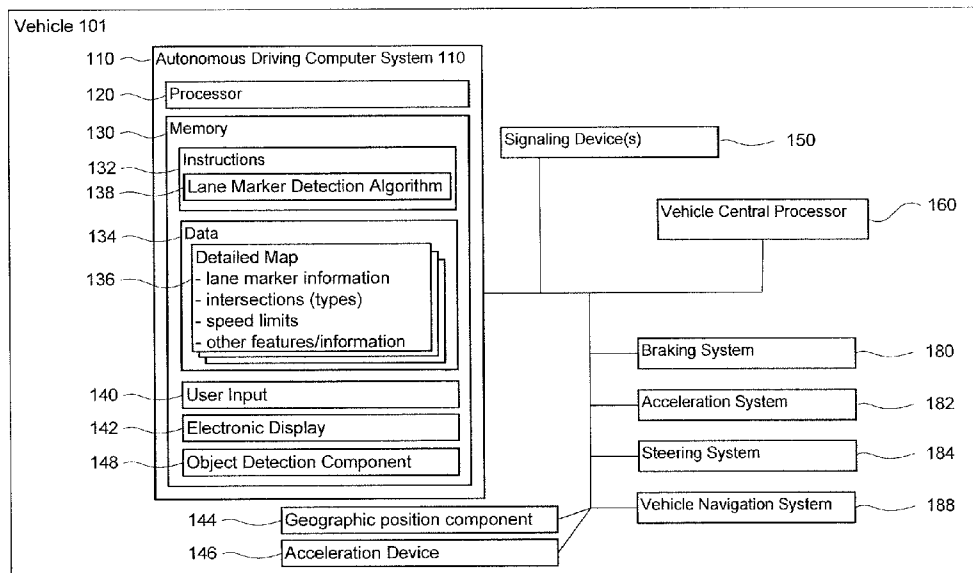 Vehicle 101
110 Autonomous Driving Computer System 110
120 Processor
130 Memory
132 Instructions
138 Lane Marker Detection Algorithm
134 Data
136 Detailed Map
- lane marker information
- intersections (types)
- speed limits
- other features/information
140 User Input
142 Electronic Display
148 Object Detection Component
144 Geographic position component
146 Acceleration Device
Signaling Device(s) 150
Vehicle Central Processor 160
Braking System 180
Acceleration System 182
Steering System 184
Vehicle Navigation System 188